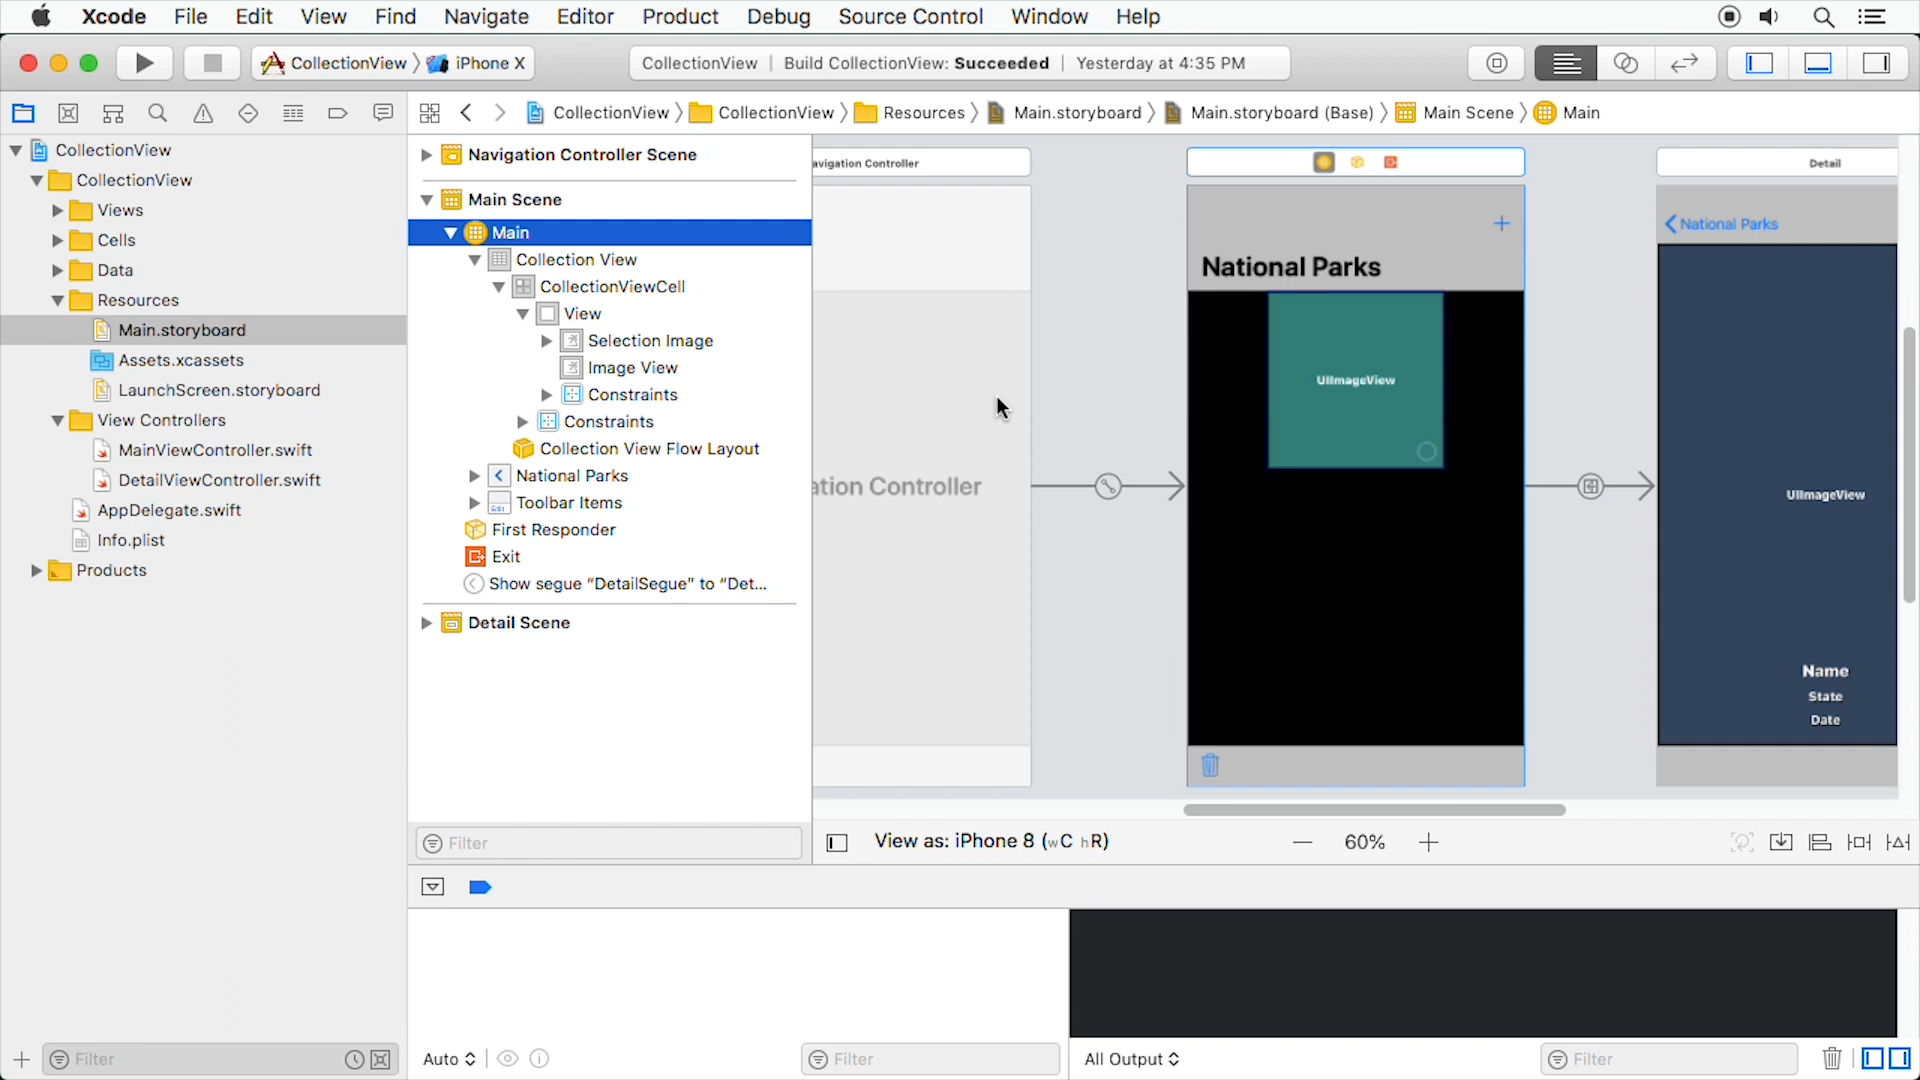 Xcode File Edit View Find Navigate Editor Product Debug Source Control Window Help
CollectionView iPhone X
CollectionView | Build CollectionView: Succeeded | Yesterday at 4:35 PM
CollectionView CollectionView Resources Main.storyboard Main.storyboard (Base) Main Scene Main
CollectionView
CollectionView
Views
Cells
Data
Resources
Main.storyboard
Assets.xcassets
LaunchScreen.storyboard
View Controllers
MainViewController.swift
DetailViewController.swift
AppDelegate.swift
Info.plist
Products
Filter
Navigation Controller Scene
Main Scene
Main
Collection View
CollectionViewCell
View
Selection Image
Image View
Constraints
Constraints
Collection View Flow Layout
National Parks
Toolbar Items
First Responder
Exit
Show segue “DetailSegue” to “Det...
Detail Scene
Filter
avigation Controller
ation Controller
National Parks
UIImageView
Detail
National Parks
UIImageView
Name
State
Date
View as: iPhone 8 (wC hR)
60%
Auto
Filter
All Output
Filter